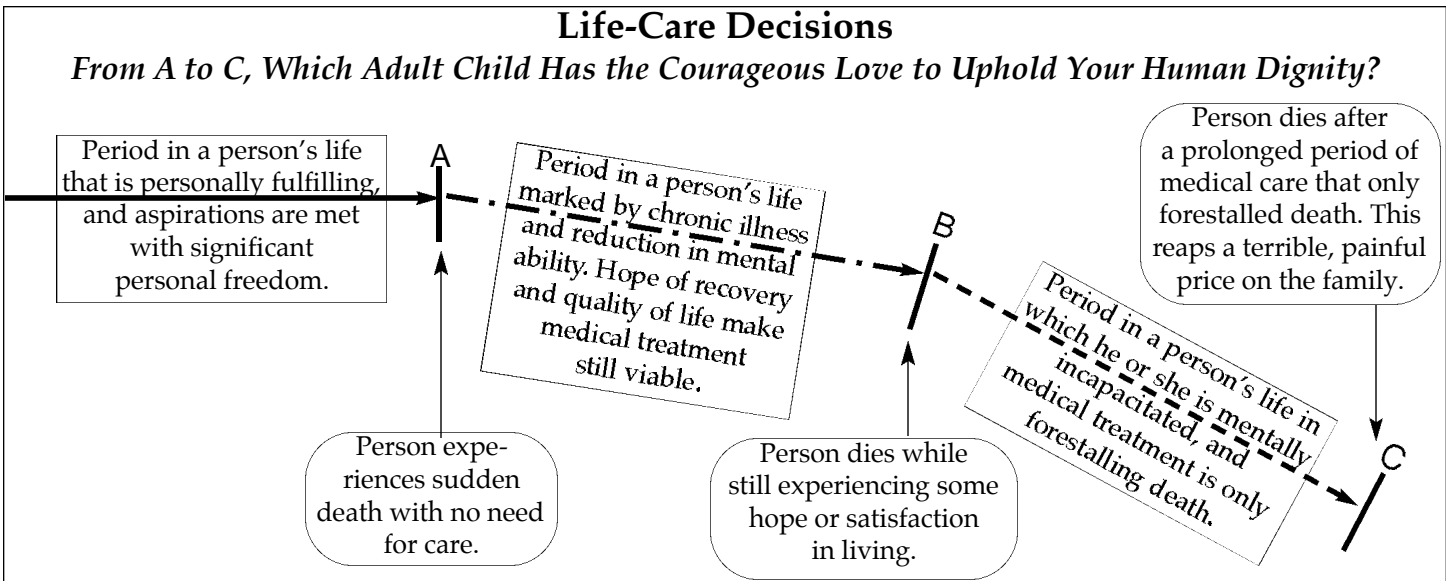 Life-Care Decisions
From A to C, Which Adult Child Has the Courageous Love to Uphold Your Human Dignity?
Period in a person’s life
that is personally fulfilling,
and aspirations are met
with significant
personal freedom.
A
Person expe-
riences sudden
death with no need
for care.
Period in a person's life
marked by chronic illness
and reduction in mental
ability. Hope of recovery
and quality of life make
medical treatment
still viable.
B
Person dies while
still experiencing some
hope or satisfaction
in living.
Period in a person's life in
which he or she is mentally
incapacitated, and
medical treatment is only
forestalling death.
C
Person dies after
a prolonged period of
medical care that only
forestalled death. This
reaps a terrible, painful
price on the family.